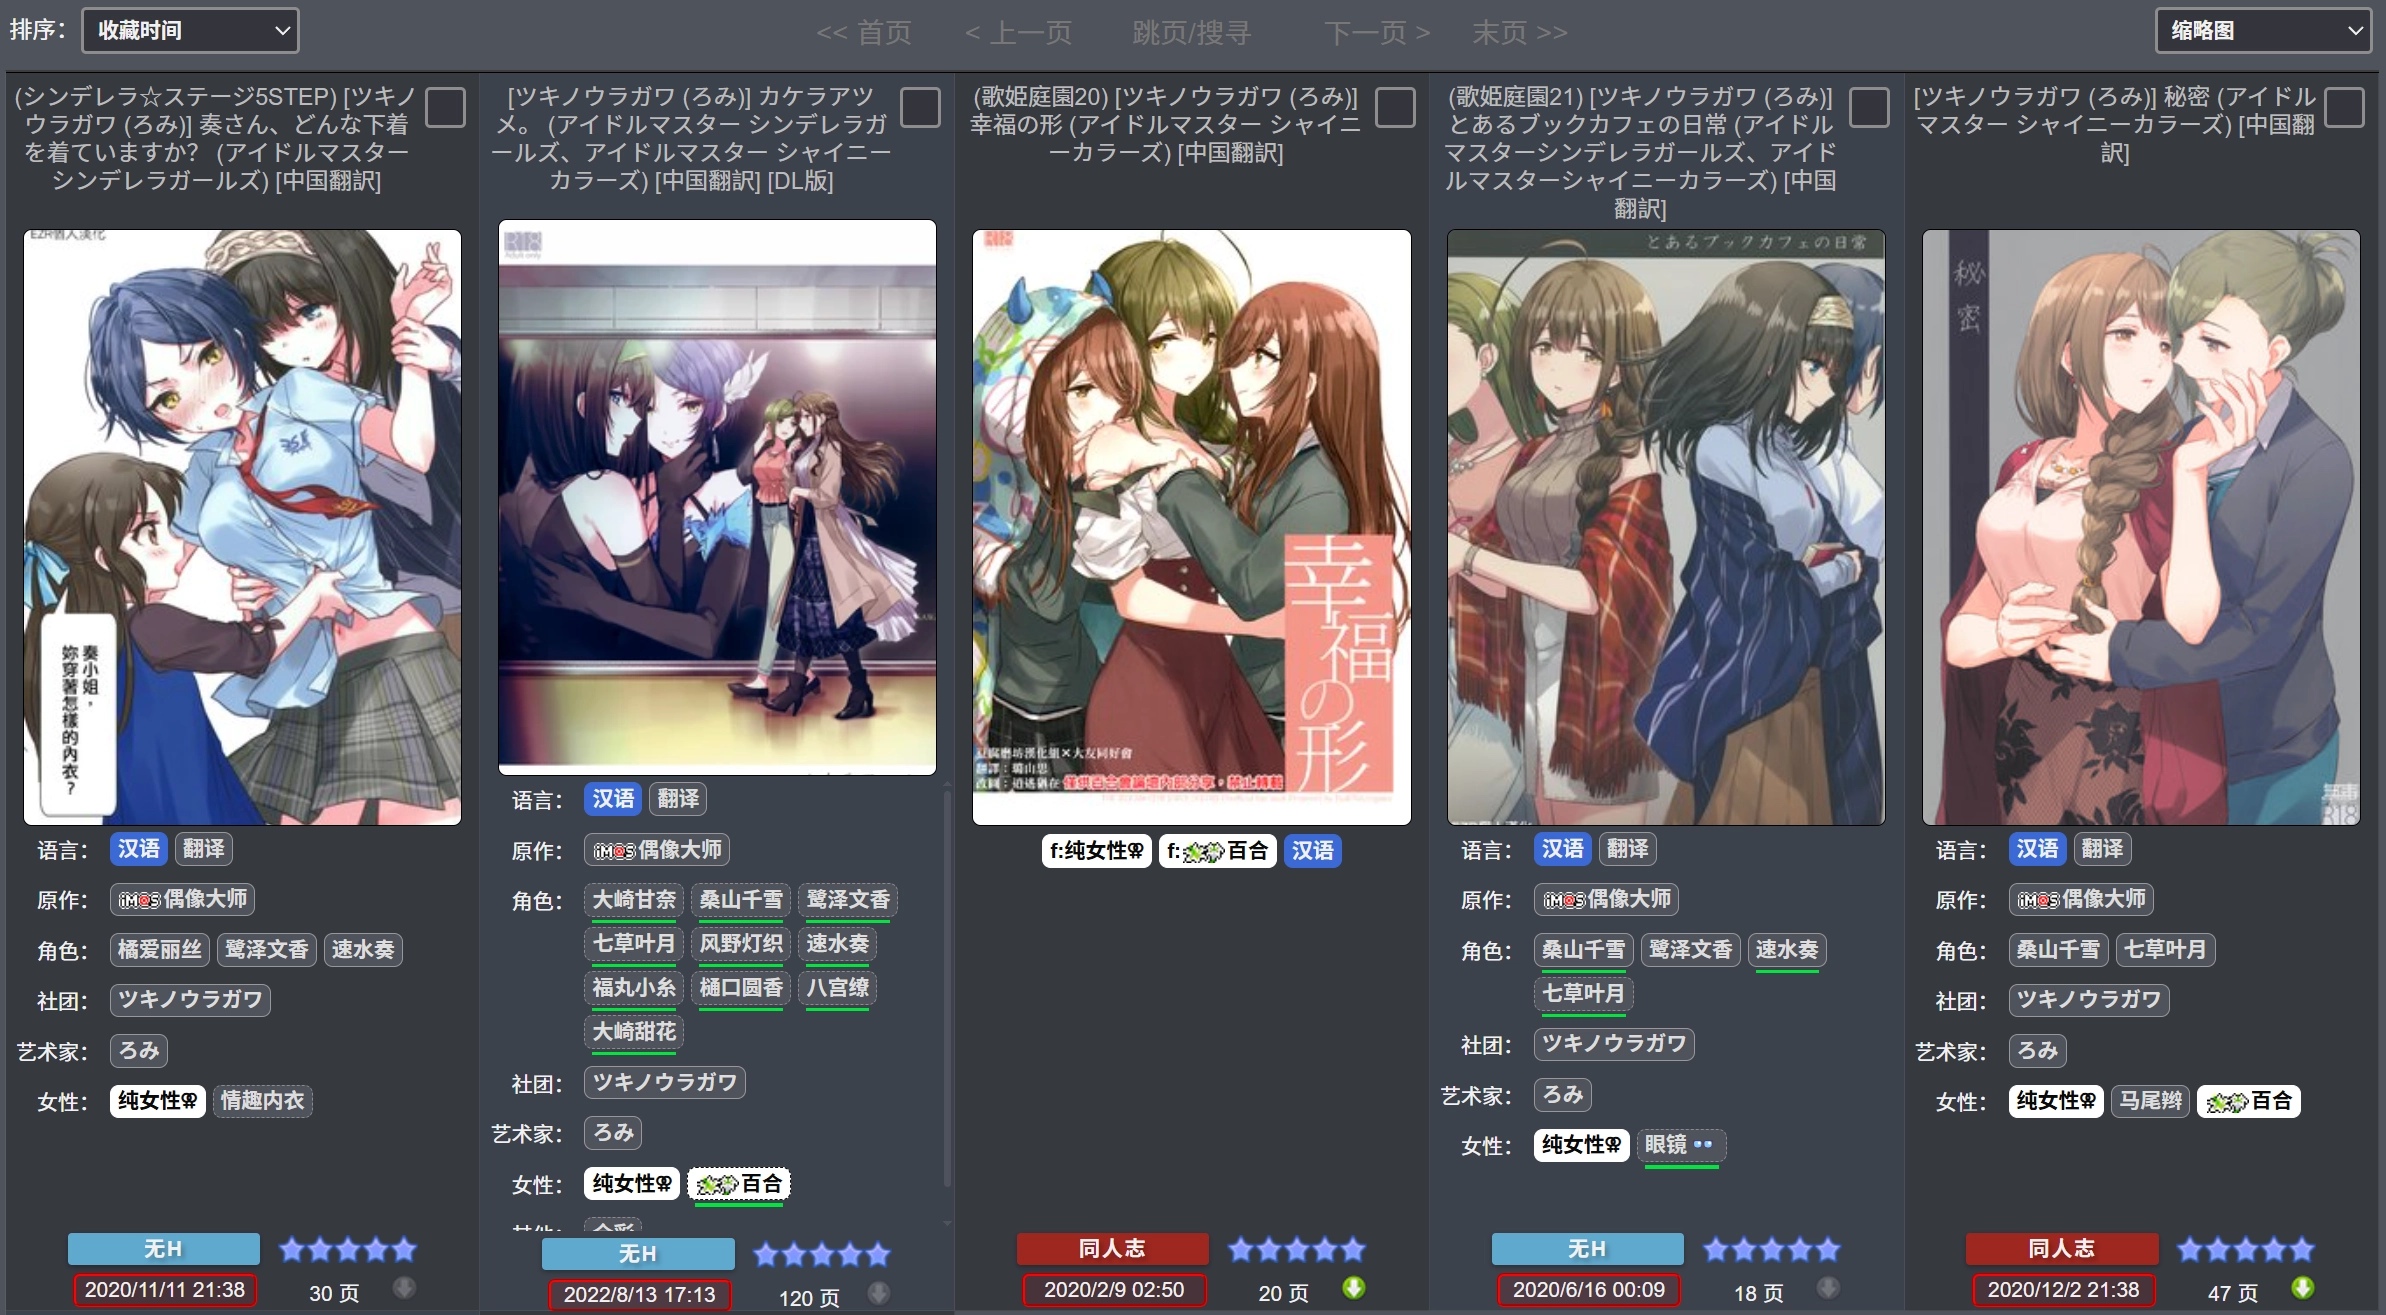 排序：
收藏时间
<< 首页
< 上一页
跳页/搜寻
下一页 >
末页 >>
缩略图
(シンデレラ☆ステージ5STEP) [ツキノ
ウラガワ (ろみ)] 奏さん、どんな下着
を着ていますか？ (アイドルマスター
シンデレラガールズ) [中国翻訳]
EZR個人漢化
奏小姐，
妳穿著怎樣的內衣？
语言：
汉语 翻译
原作：
iM@S偶像大师
角色：
橘爱丽丝 鹭泽文香 速水奏
社团：
ツキノウラガワ
艺术家：
ろみ
女性：
纯女性 情趣内衣
无H
2020/11/11 21:38
30 页
[ツキノウラガワ (ろみ)] カケラアツ
メ。 (アイドルマスター シンデレラガ
ールズ、アイドルマスター シャイニー
カラーズ) [中国翻訳] [DL版]
R18
Adult only
语言：
汉语 翻译
原作：
iM@S偶像大师
角色：
大崎甘奈 桑山千雪 鹭泽文香
七草叶月 风野灯织 速水奏
福丸小糸 樋口圆香 八宫缭
大崎甜花
社团：
ツキノウラガワ
艺术家：
ろみ
女性：
纯女性 百合
无H
2022/8/13 17:13
120 页
(歌姫庭園20) [ツキノウラガワ (ろみ)]
幸福の形 (アイドルマスター シャイニ
ーカラーズ) [中国翻訳]
R18
幸福の形
f:纯女性 f:百合 汉语
同人志
2020/2/9 02:50
20 页
(歌姫庭園21) [ツキノウラガワ (ろみ)]
とあるブックカフェの日常 (アイドル
マスターシンデレラガールズ、アイド
ルマスターシャイニーカラーズ) [中国
翻訳]
とあるブックカフェの日常
语言：
汉语 翻译
原作：
iM@S偶像大师
角色：
桑山千雪 鹭泽文香 速水奏
七草叶月
社团：
ツキノウラガワ
艺术家：
ろみ
女性：
纯女性 眼镜
无H
2020/6/16 00:09
18 页
[ツキノウラガワ (ろみ)] 秘密 (アイドル
マスター シャイニーカラーズ) [中国翻
訳]
秘密
R18
语言：
汉语 翻译
原作：
iM@S偶像大师
角色：
桑山千雪 七草叶月
社团：
ツキノウラガワ
艺术家：
ろみ
女性：
纯女性 马尾辫 百合
同人志
2020/12/2 21:38
47 页